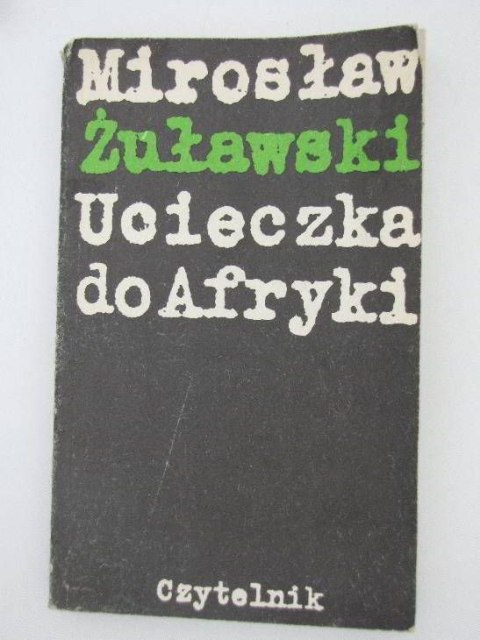 Mirosław
Żuławski
Ucieczka
do Afryki
Czytelnik